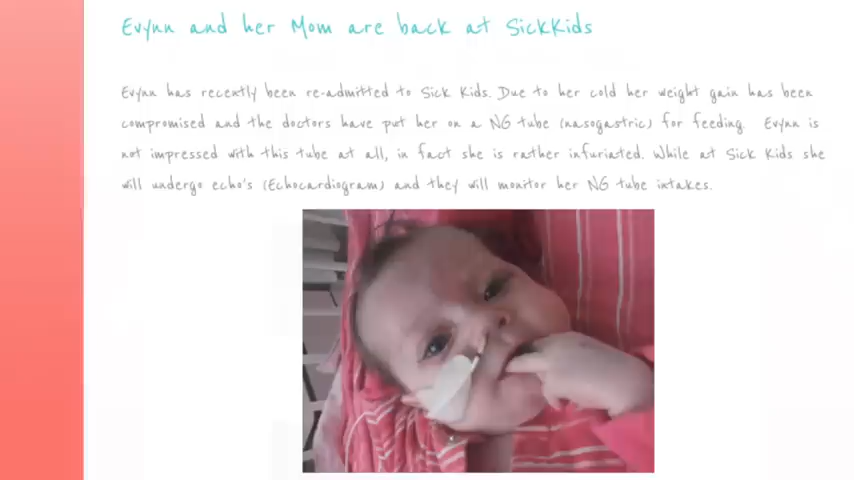 Evynn and her Mom are back at SickKids
Evynn has recently been re-admitted to Sick Kids. Due to her cold her weight gain has been
compromised and the doctors have put her on a NG tube (nasogastric) for feeding. Evynn is
not impressed with this tube at all, in fact she is rather infuriated. While at Sick Kids she
will undergo echo's (Echocardiogram) and they will monitor her NG tube intakes.